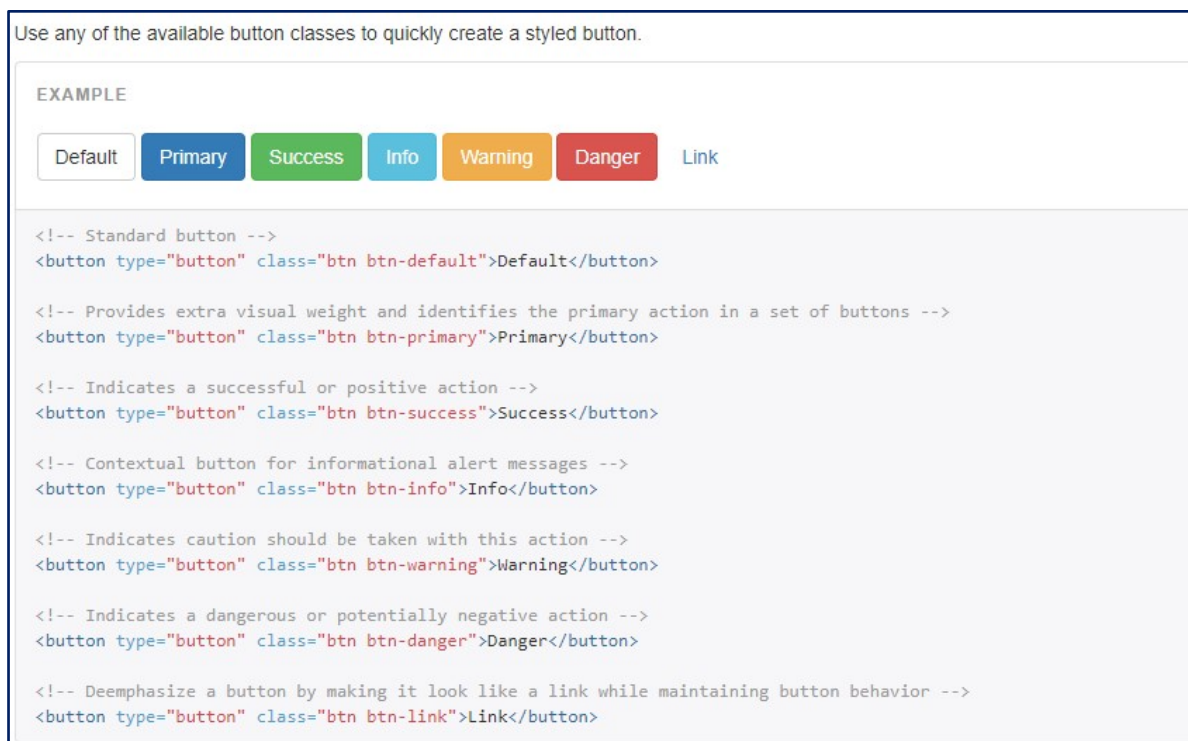 Use any of the available button classes to quickly create a styled button.
EXAMPLE
Default Primary Success Info Warning Danger Link
<!-- Standard button -->
<button type="button" class="btn btn-default">Default</button>
<!-- Provides extra visual weight and identifies the primary action in a set of buttons -->
<button type="button" class="btn btn-primary">Primary</button>
<!-- Indicates a successful or positive action -->
<button type="button" class="btn btn-success">Success</button>
<!-- Contextual button for informational alert messages -->
<button type="button" class="btn btn-info">Info</button>
<!-- Indicates caution should be taken with this action -->
<button type="button" class="btn btn-warning">Warning</button>
<!-- Indicates a dangerous or potentially negative action -->
<button type="button" class="btn btn-danger">Danger</button>
<!-- Deemphasize a button by making it look like a link while maintaining button behavior -->
<button type="button" class="btn btn-link">Link</button>